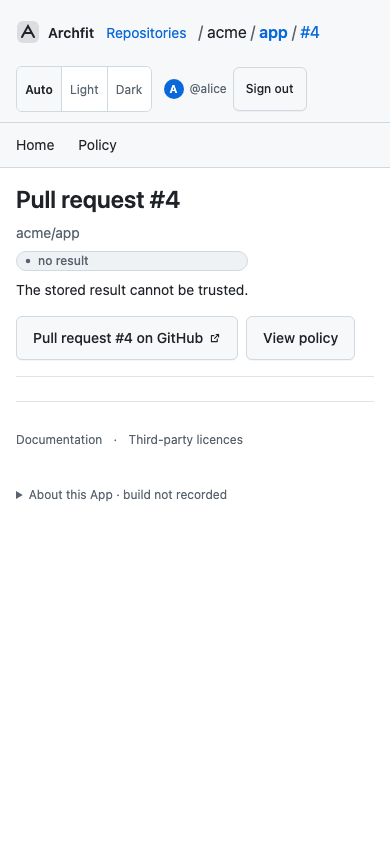 Archfit Repositories / acme / app / #4
Auto Light Dark A @alice Sign out
Home Policy
Pull request #4
acme/app
• no result
The stored result cannot be trusted.
Pull request #4 on GitHub View policy
Documentation · Third-party licences
About this App · build not recorded